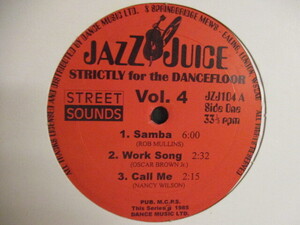 JAZZ JUICE
STRICTLY for the DANCEFLOOR
STREET
SOUNDS
Vol. 4
JZJ104 A
Side One
33⅓ rpm
1. Samba 6:00
(ROB MULLINS)
2. Work Song 2:32
(OSCAR BROWN Jr.)
3. Call Me 2:15
(NANCY WILSON)
PUB. M.C.P.S.
This Series p 1986
DANCE MUSIC LTD.